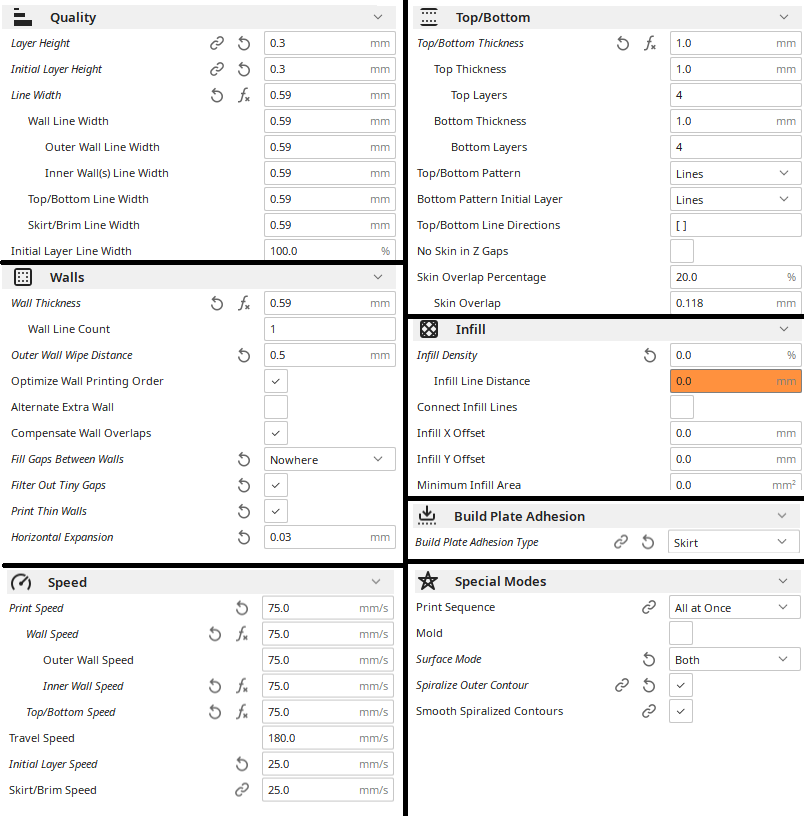 Quality
Layer Height 0.3 mm
Initial Layer Height 0.3 mm
Line Width fx 0.59 mm
Wall Line Width 0.59 mm
Outer Wall Line Width 0.59 mm
Inner Wall(s) Line Width 0.59 mm
Top/Bottom Line Width 0.59 mm
Skirt/Brim Line Width 0.59 mm
Initial Layer Line Width 100.0 %
Walls
Wall Thickness fx 0.59 mm
Wall Line Count 1
Outer Wall Wipe Distance 0.5 mm
Optimize Wall Printing Order
Alternate Extra Wall
Compensate Wall Overlaps
Fill Gaps Between Walls Nowhere
Filter Out Tiny Gaps
Print Thin Walls
Horizontal Expansion 0.03 mm
Speed
Print Speed 75.0 mm/s
Wall Speed fx 75.0 mm/s
Outer Wall Speed 75.0 mm/s
Inner Wall Speed fx 75.0 mm/s
Top/Bottom Speed fx 75.0 mm/s
Travel Speed 180.0 mm/s
Initial Layer Speed 25.0 mm/s
Skirt/Brim Speed 25.0 mm/s
Top/Bottom
Top/Bottom Thickness fx 1.0 mm
Top Thickness 1.0 mm
Top Layers 4
Bottom Thickness 1.0 mm
Bottom Layers 4
Top/Bottom Pattern Lines
Bottom Pattern Initial Layer Lines
Top/Bottom Line Directions [ ]
No Skin in Z Gaps
Skin Overlap Percentage 20.0 %
Skin Overlap 0.118 mm
Infill
Infill Density 0.0 %
Infill Line Distance 0.0 mm
Connect Infill Lines
Infill X Offset 0.0 mm
Infill Y Offset 0.0 mm
Minimum Infill Area 0.0 mm²
Build Plate Adhesion
Build Plate Adhesion Type Skirt
Special Modes
Print Sequence All at Once
Mold
Surface Mode Both
Spiralize Outer Contour
Smooth Spiralized Contours